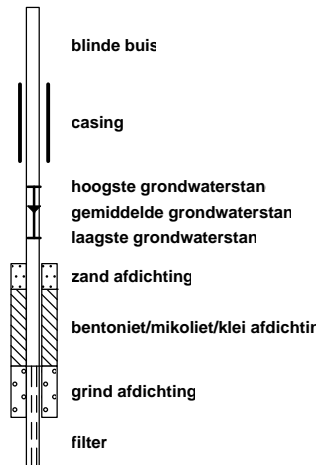 blinde buis
casing
hoogste grondwaterstan
gemiddelde grondwaterstan
laagste grondwaterstan
zand afdichting
bentoniet/mikoliet/klei afdichtin
grind afdichting
filter